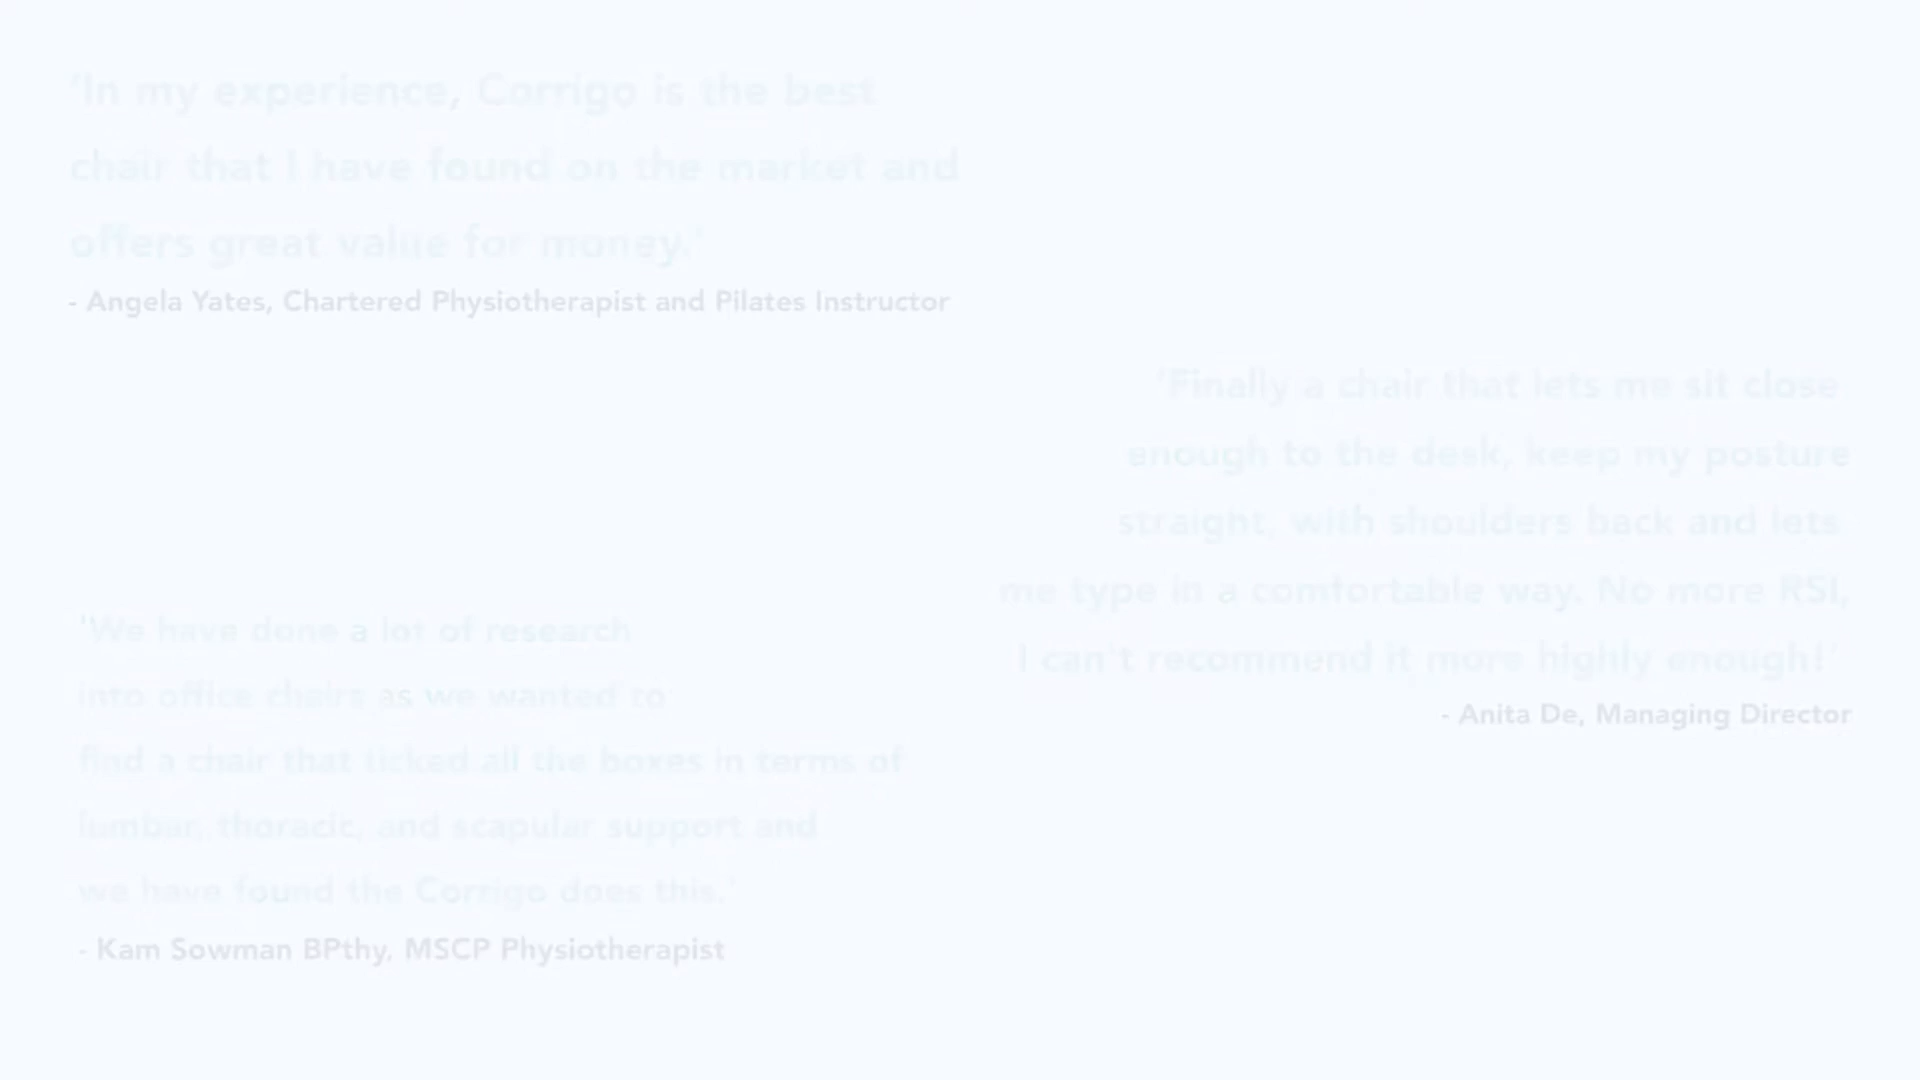 'In my experience, Corrigo is the best
chair that I have found on the market and
offers great value for money.'
- Angela Yates, Chartered Physiotherapist and Pilates Instructor
'Finally a chair that lets me sit close
enough to the desk, keep my posture
straight, with shoulders back and lets
me type in a comfortable way. No more RSI,
I can't recommend it more highly enough!'
- Anita De, Managing Director
'We have done a lot of research
into office chairs as we wanted to
find a chair that ticked all the boxes in terms of
lumbar, thoracic, and scapular support and
we have found the Corrigo does this.'
- Kam Sowman BPthy, MSCP Physiotherapist